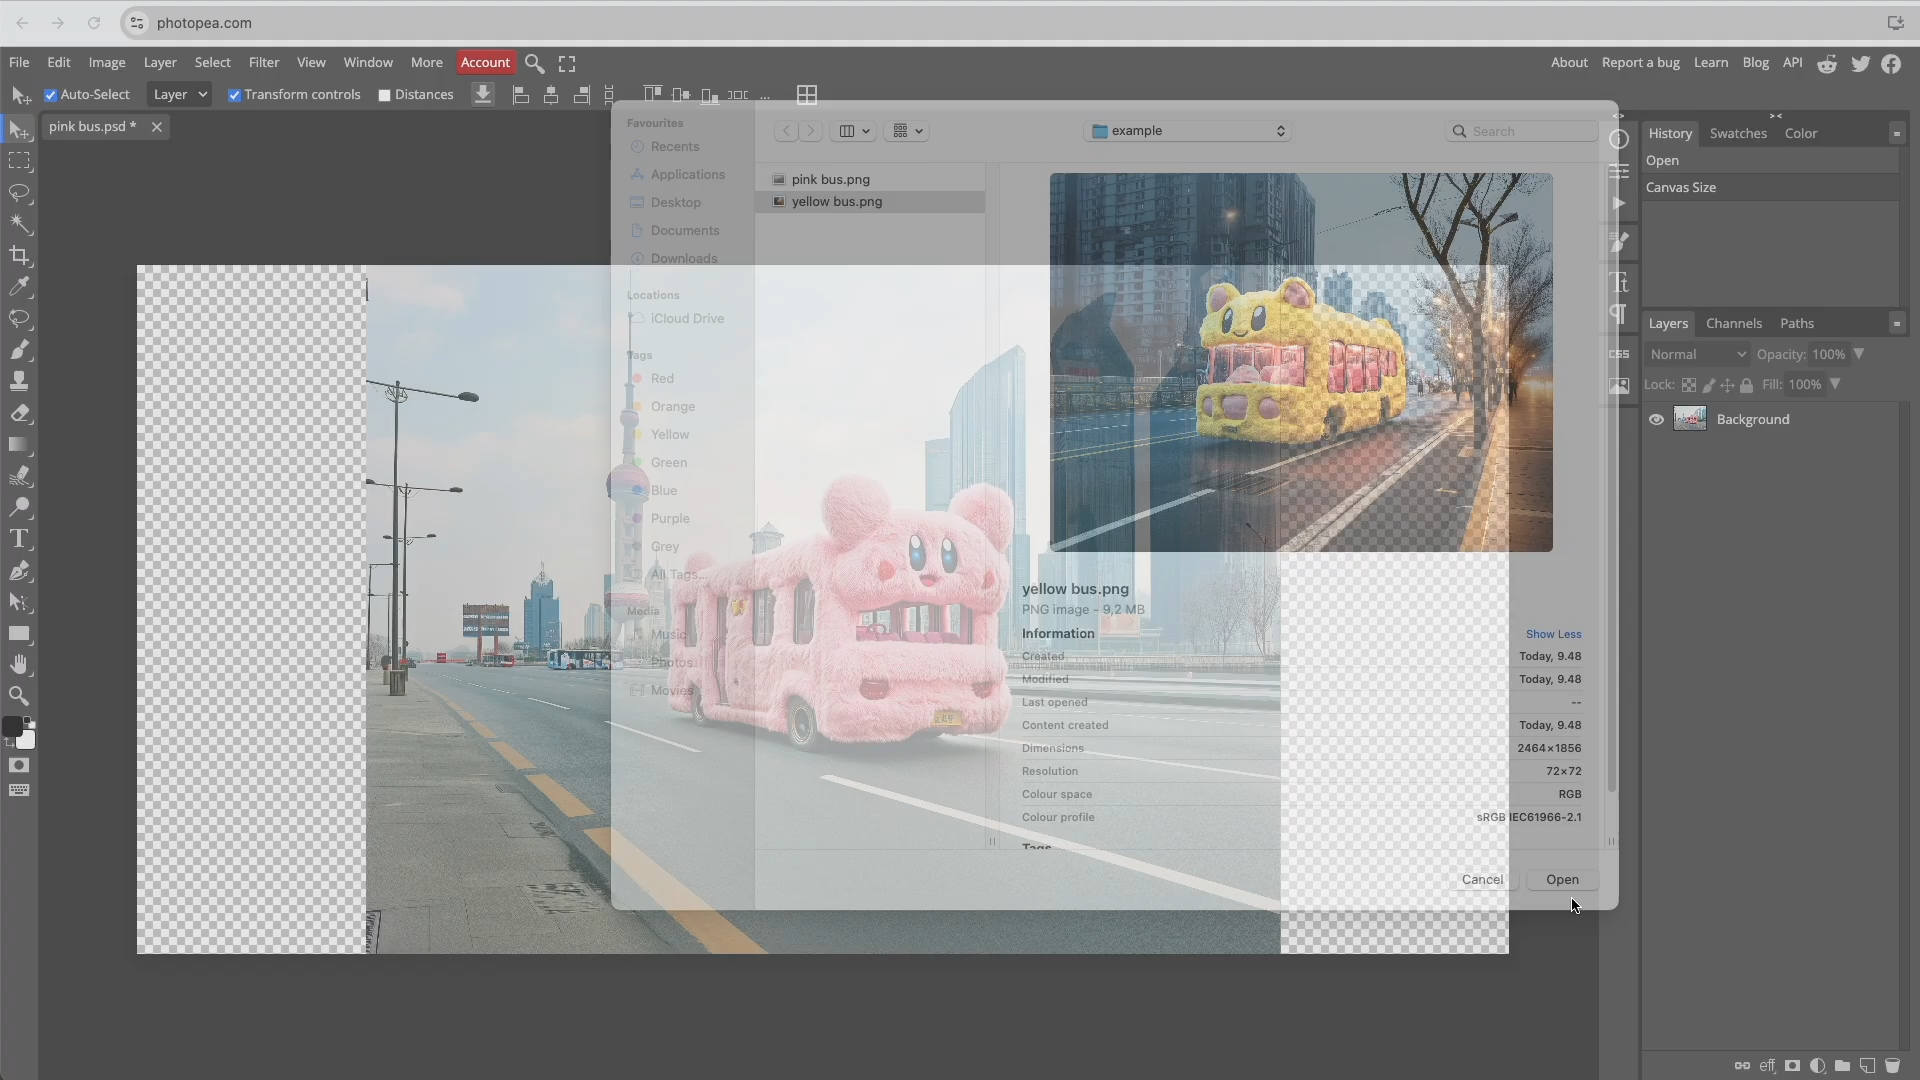 photopea.com
File Edit Image Layer Select Filter View Window More Account
About Report a bug Learn Blog API
Auto-Select Layer Transform controls Distances ...
pink bus.psd *
Favourites
Recents
Applications
Desktop
Documents
Downloads
Locations
iCloud Drive
Tags
Red
Orange
Yellow
Green
Blue
Purple
Grey
All Tags...
Media
Music
Photos
Movies
example
Search
pink bus.png
yellow bus.png
yellow bus.png
PNG image - 9,2 MB
Information Show Less
Created Today, 9.48
Modified Today, 9.48
Last opened --
Content created Today, 9.48
Dimensions 2464×1856
Resolution 72×72
Colour space RGB
Colour profile sRGB IEC61966-2.1
Tags
Cancel Open
CSS
History Swatches Color
Open
Canvas Size
Layers Channels Paths
Normal Opacity: 100%
Lock: Fill: 100%
Background
eff